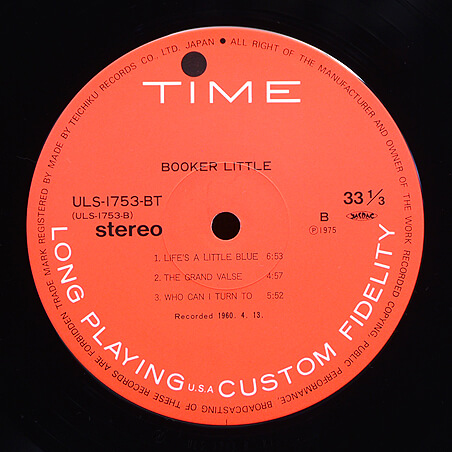 MADE BY TEICHIKU RECORDS CO., LTD. JAPAN • ALL RIGHT OF THE MANUFACTURER AND OWNER OF THE WORK RECORDED COPYING, PUBLIC PERFORMANCE, BROADCASTING OF THESE RECORDS ARE FORBIDDEN TRADE MARK REGISTERED BY
TIME
BOOKER LITTLE
ULS-1753-BT
(ULS-1753-B)
stereo
B
Ⓟ1975
33 1/3
1. LIFE'S A LITTLE BLUE 6:53
2. THE GRAND VALSE 4:57
3. WHO CAN I TURN TO 5:52
Recorded 1960. 4. 13.
LONG PLAYING U.S.A CUSTOM FIDELITY